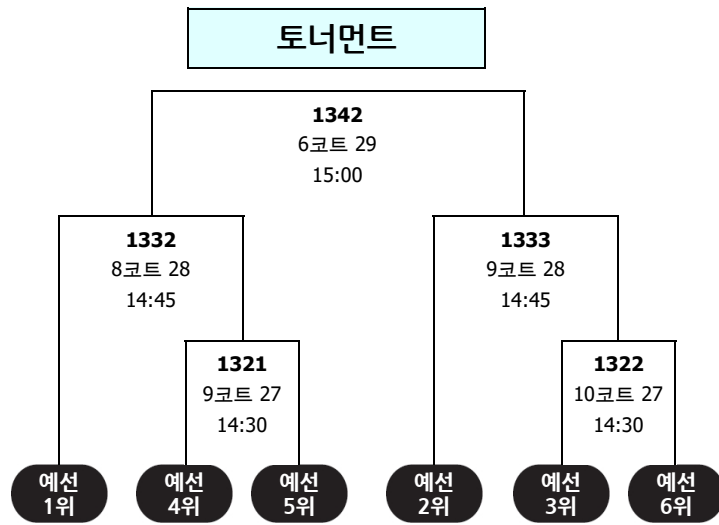 토너먼트
1342
6코트 29
15:00
1332
8코트 28
14:45
1333
9코트 28
14:45
1321
9코트 27
14:30
1322
10코트 27
14:30
예선
1위
예선
4위
예선
5위
예선
2위
예선
3위
예선
6위